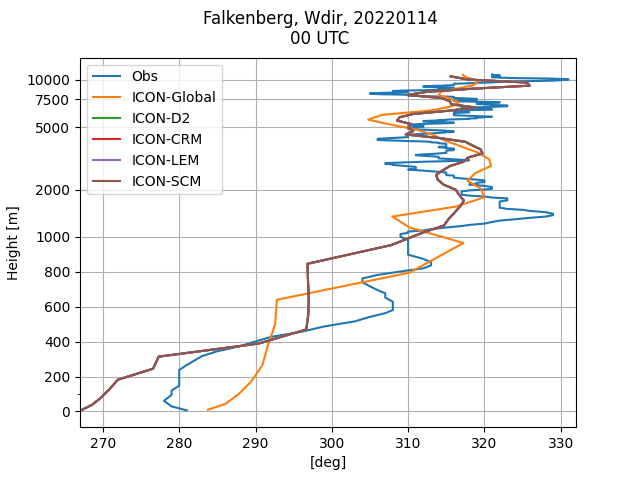 Falkenberg, Wdir, 20220114
00 UTC
Obs
ICON-Global
ICON-D2
ICON-CRM
ICON-LEM
ICON-SCM
10000
7500
5000
2000
1000
800
600
400
200
0
Height [m]
270 280 290 300 310 320 330
[deg]